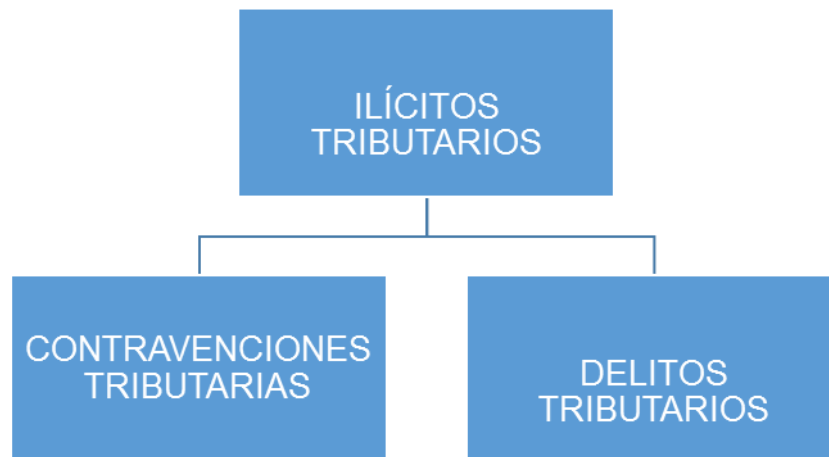 ILÍCITOS
TRIBUTARIOS
CONTRAVENCIONES
TRIBUTARIAS
DELITOS
TRIBUTARIOS